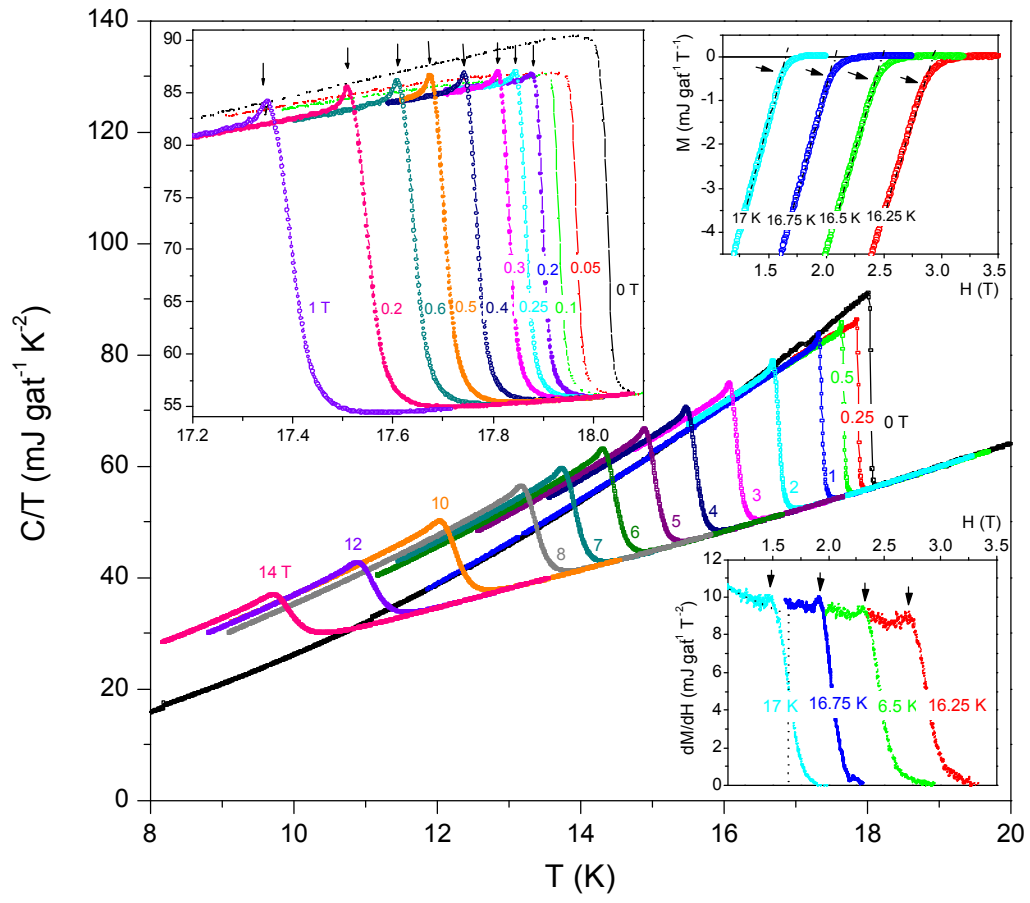 C/T (mJ gat⁻¹ K⁻²)
140
120
100
80
60
40
20
0
8 10 12 14 16 18 20
T (K)
90
85
80
75
70
65
60
55
17.2 17.4 17.6 17.8 18.0
1 T 0.2 0.6 0.5 0.4 0.3 0.25 0.2 0.1 0.05 0 T
M (mJ gat⁻¹ T⁻¹)
0
-1
-2
-3
-4
17 K 16.75 K 16.5 K 16.25 K
1.5 2.0 2.5 3.0 3.5
H (T)
14 T 12 10 8 7 6 5 4 3 2 1 0.5 0.25 0 T
H (T)
1.5 2.0 2.5 3.0 3.5
dM/dH (mJ gat¹ T⁻²)
12
10
8
6
4
2
0
17 K 16.75 K 6.5 K 16.25 K